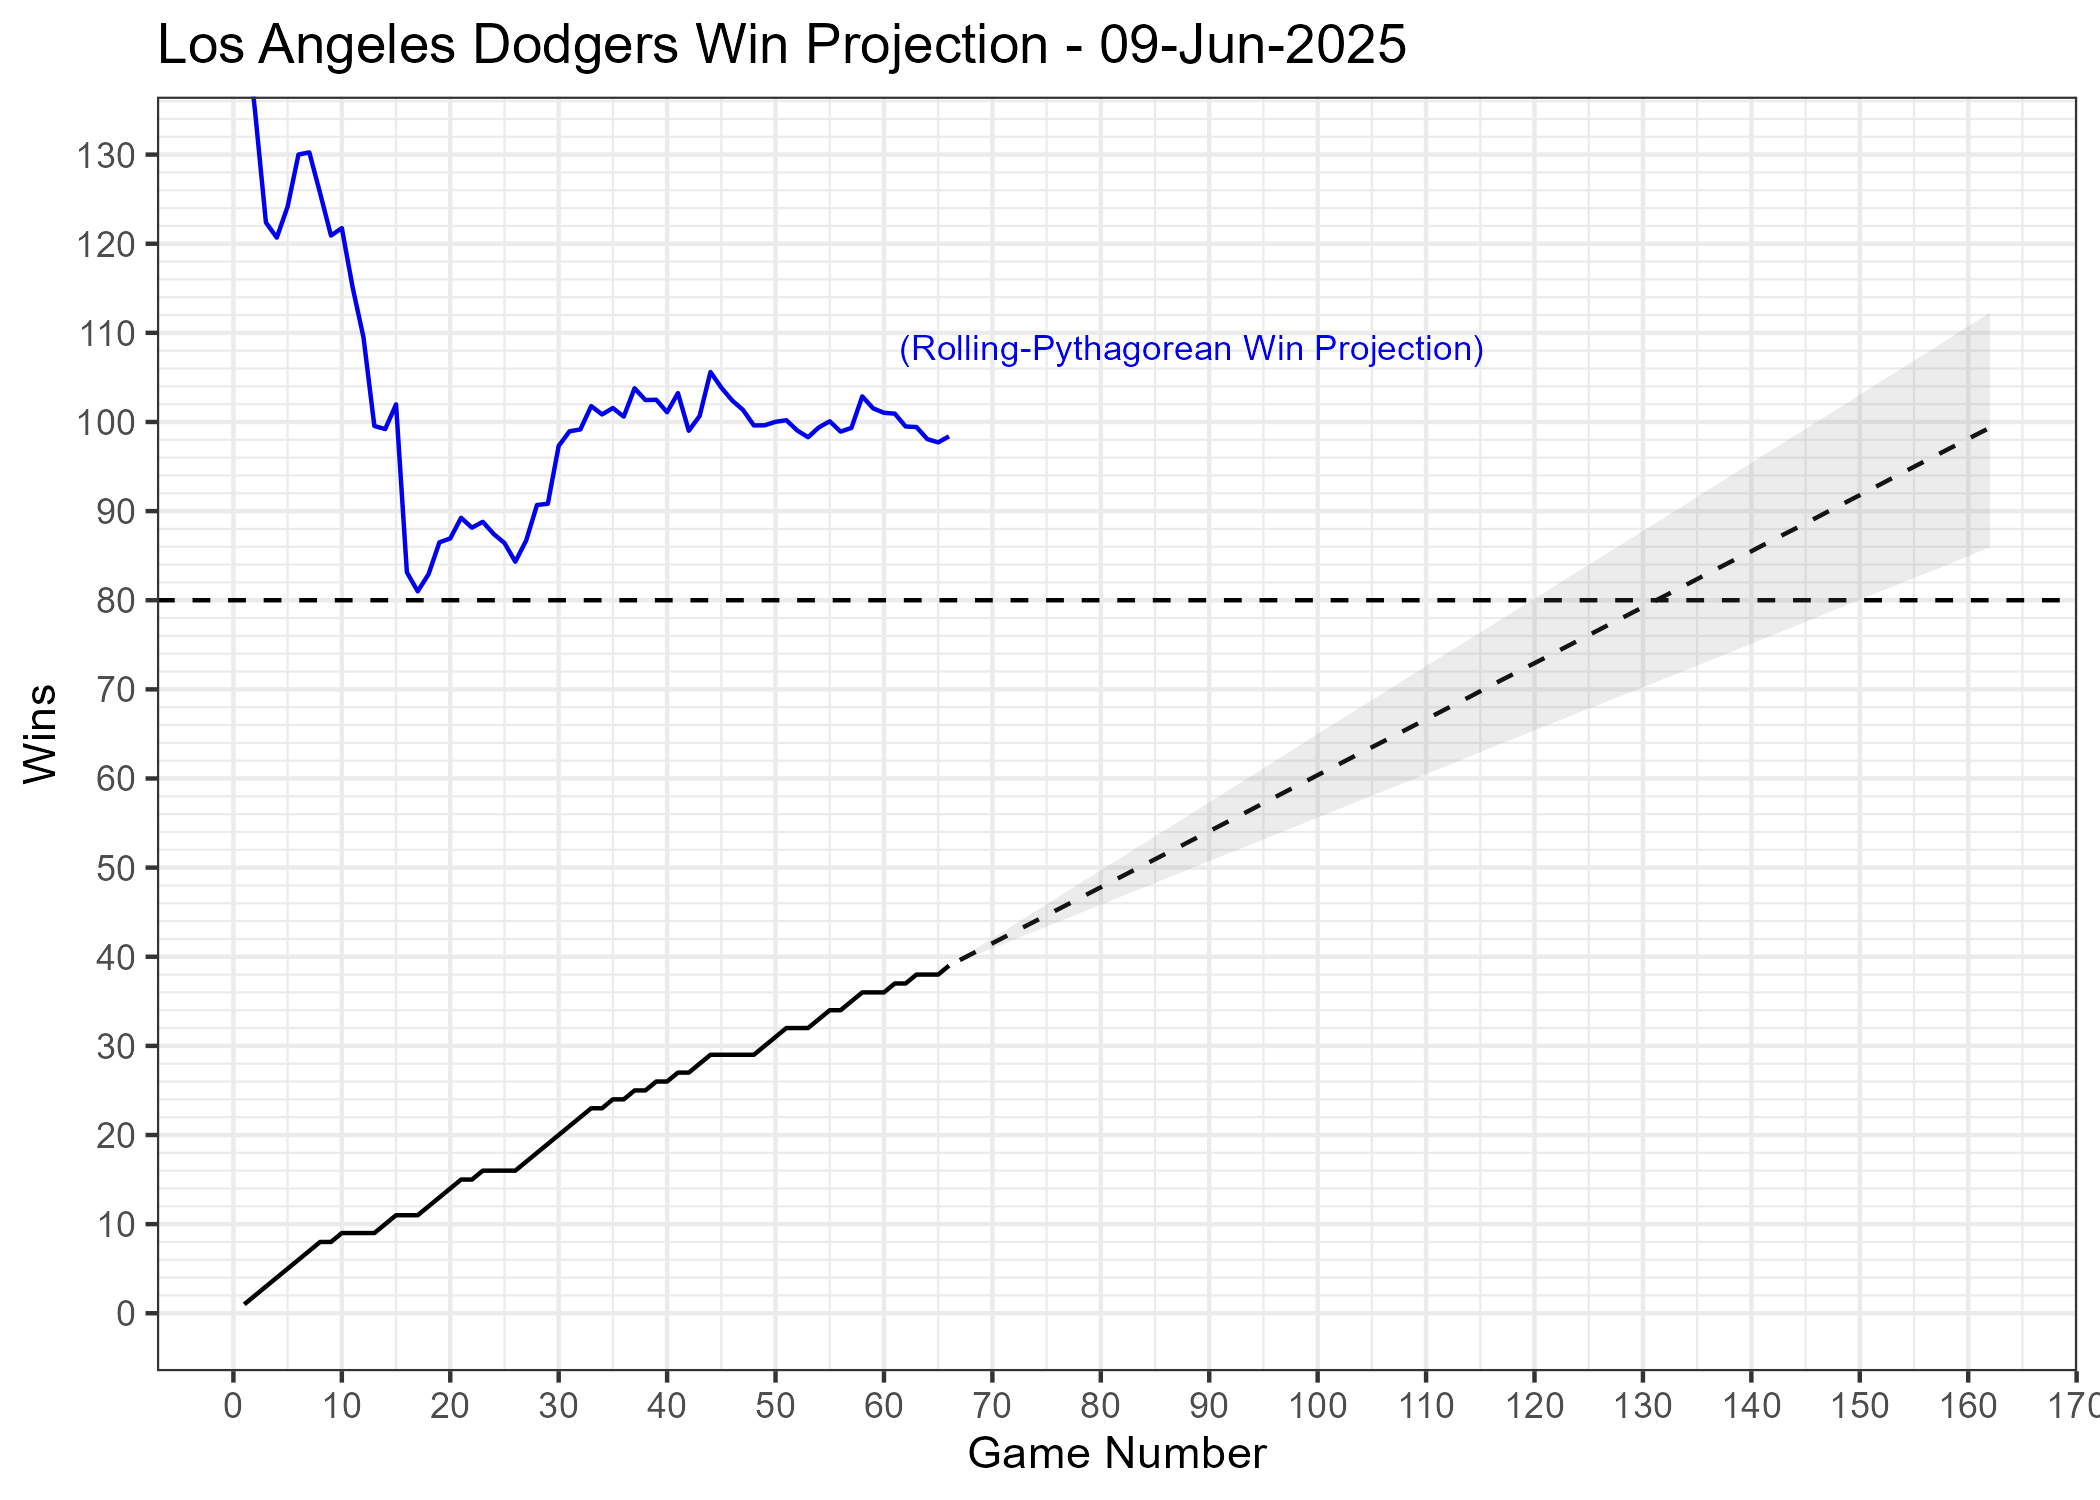 Los Angeles Dodgers Win Projection - 09-Jun-2025
130
120
110
100
90
80
70
60
50
40
30
20
10
0
(Rolling-Pythagorean Win Projection)
Wins
0 10 20 30 40 50 60 70 80 90 100 110 120 130 140 150 160 170
Game Number